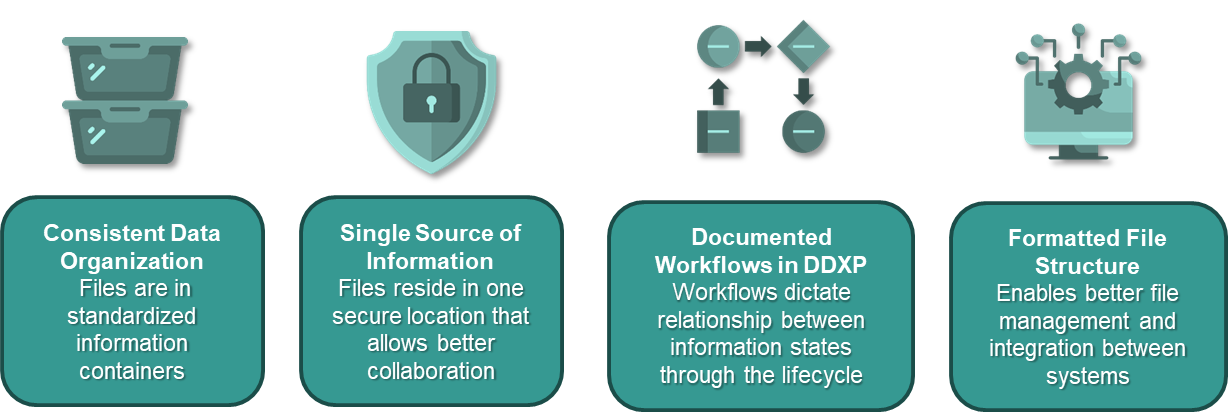 Consistent Data
Organization
Files are in
standardized
information
containers
Single Source of
Information
Files reside in one
secure location that
allows better
collaboration
Documented
Workflows in DDXP
Workflows dictate
relationship between
information states
through the lifecycle
Formatted File
Structure
Enables better file
management and
integration between
systems